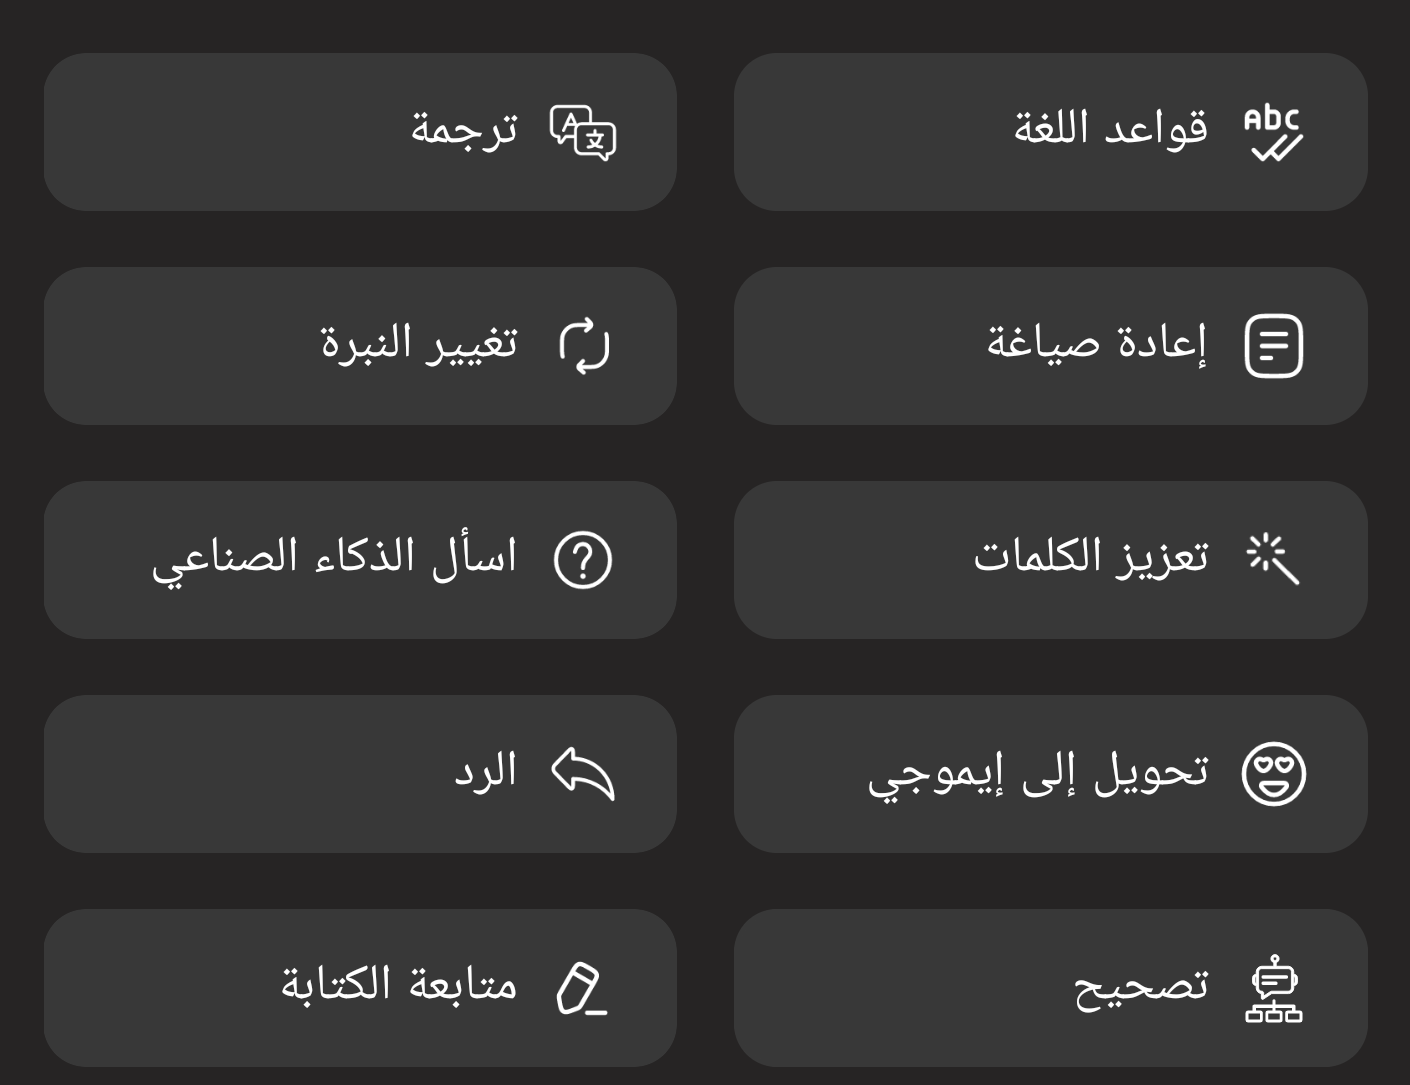 قواعد اللغة
ترجمة
إعادة صياغة
تغيير النبرة
تعزيز الكلمات
اسأل الذكاء الصناعي
تحويل إلى إيموجي
الرد
تصحيح
متابعة الكتابة